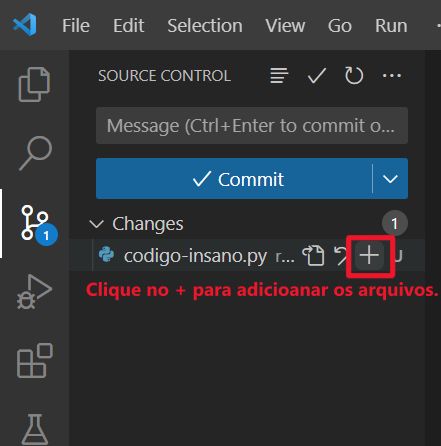 File Edit Selection View Go Run
SOURCE CONTROL
Message (Ctrl+Enter to commit o...
Commit
Changes 1
1
codigo-insano.py r... U
Clique no + para adicioanar os arquivos.